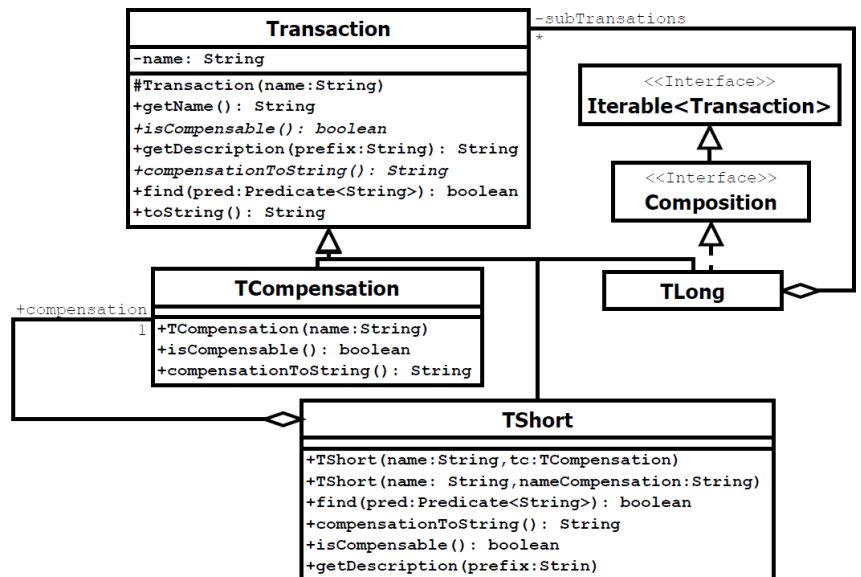 Transaction
-name: String
#Transaction(name:String)
+getName(): String
+isCompensable(): boolean
+getDescription(prefix:String): String
+compensationToString(): String
+find(pred:Predicate<String>): boolean
+toString(): String
-subTransations
*
<<Interface>>
Iterable<Transaction>
<<Interface>>
Composition
TLong
TCompensation
+TCompensation(name:String)
+isCompensable(): boolean
+compensationToString(): String
+compensation
1
TShort
+TShort(name:String,tc:TCompensation)
+TShort(name: String,nameCompensation:String)
+find(pred:Predicate<String>): boolean
+compensationToString(): String
+isCompensable(): boolean
+getDescription(prefix:Strin)